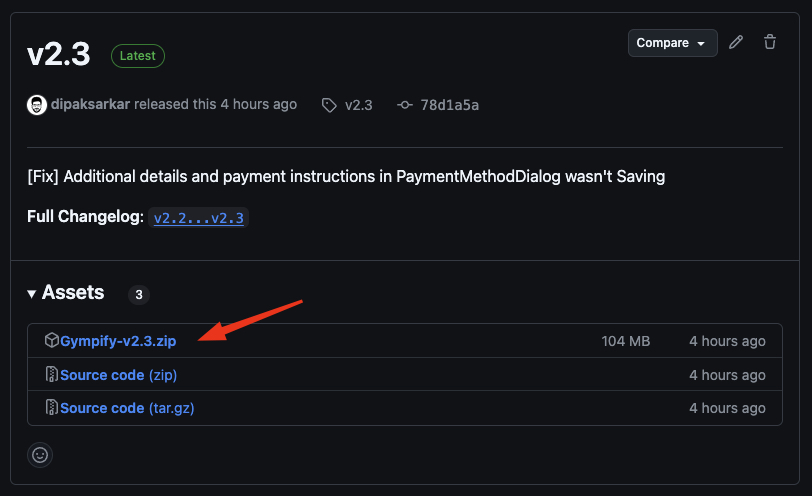 v2.3 Latest Compare
dipaksarkar released this 4 hours ago v2.3 78d1a5a
[Fix] Additional details and payment instructions in PaymentMethodDialog wasn't Saving
Full Changelog: v2.2...v2.3
Assets 3
Gympify-v2.3.zip 104 MB 4 hours ago
Source code (zip) 4 hours ago
Source code (tar.gz) 4 hours ago